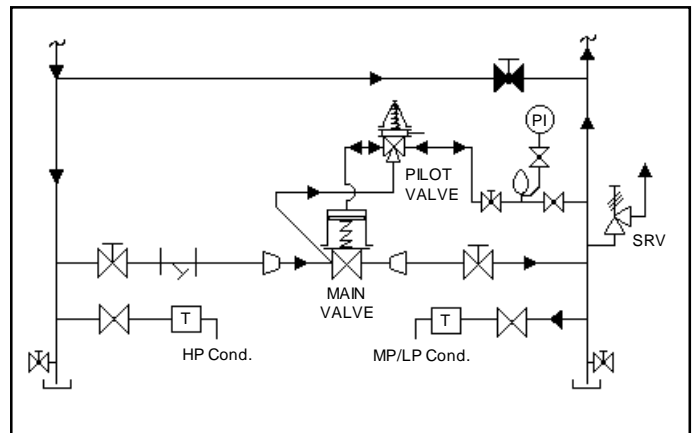 PI
PILOT
VALVE
SRV
MAIN
VALVE
T
T
HP Cond.
MP/LP Cond.